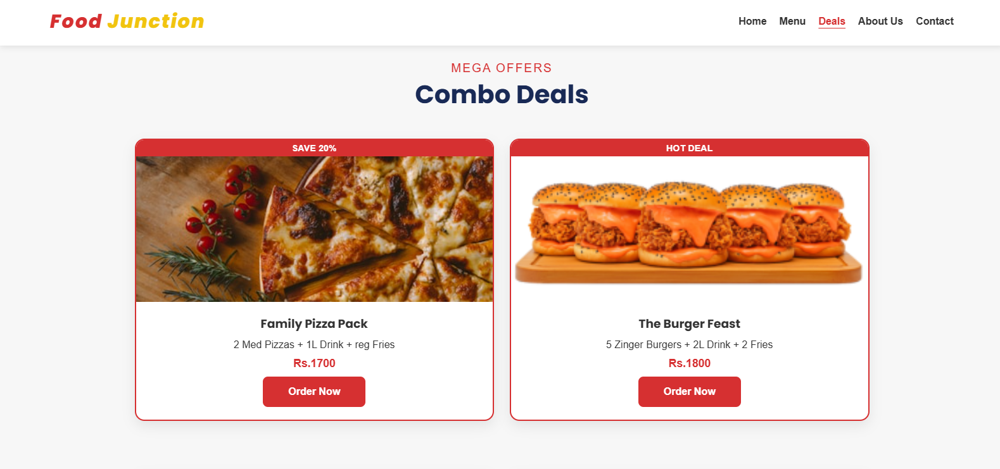 Food Junction
Home Menu Deals About Us Contact
MEGA OFFERS
Combo Deals
SAVE 20%
Family Pizza Pack
2 Med Pizzas + 1L Drink + reg Fries
Rs.1700
Order Now
HOT DEAL
The Burger Feast
5 Zinger Burgers + 2L Drink + 2 Fries
Rs.1800
Order Now